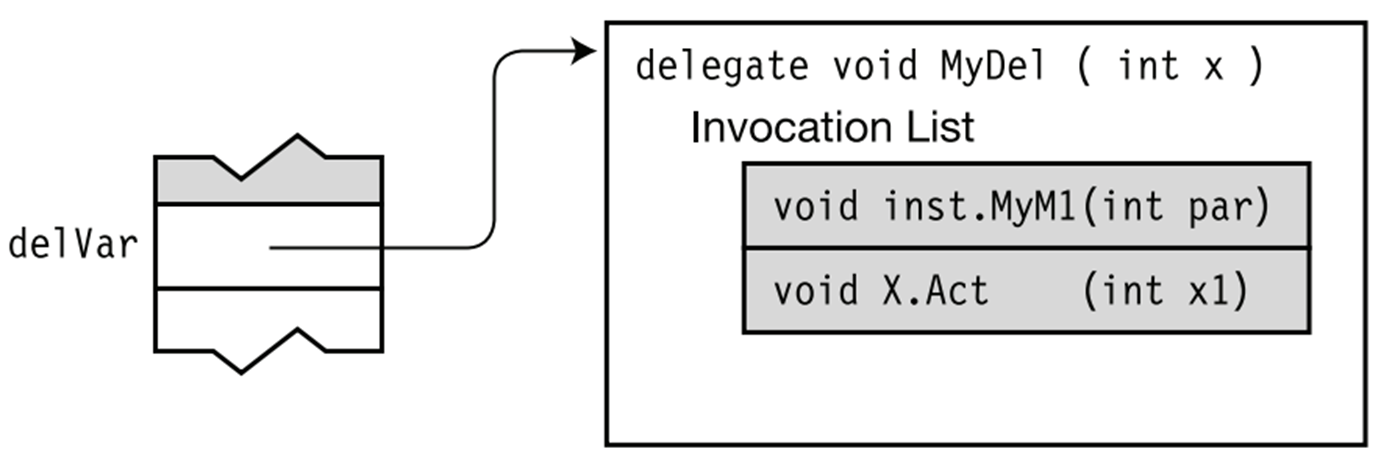 delVar
delegate void MyDel ( int x )
Invocation List
void inst.MyM1(int par)
void X.Act (int x1)